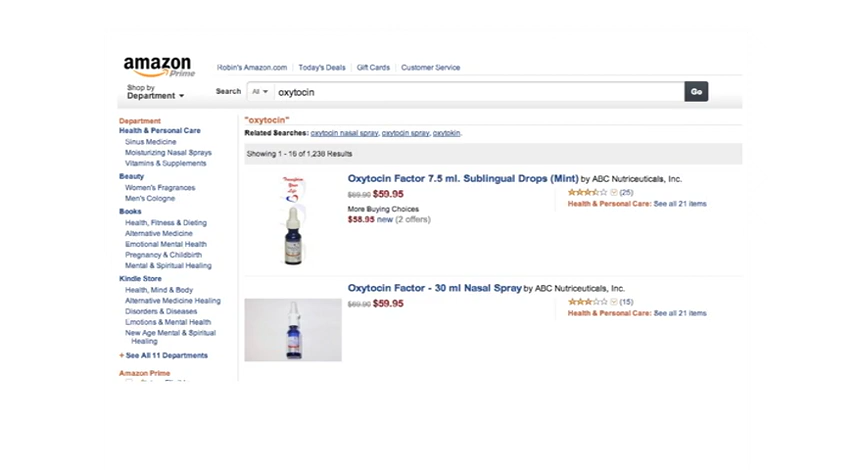 amazon
Prime
Robin's Amazon.com Today's Deals Gift Cards Customer Service
Shop by
Department
Search All oxytocin Go
Department
Health & Personal Care
Sinus Medicine
Moisturizing Nasal Sprays
Vitamins & Supplements
Beauty
Women's Fragrances
Men's Cologne
Books
Health, Fitness & Dieting
Alternative Medicine
Emotional Mental Health
Pregnancy & Childbirth
Mental & Spiritual Healing
Kindle Store
Health, Mind & Body
Alternative Medicine Healing
Disorders & Diseases
Emotions & Mental Health
New Age Mental & Spiritual
Healing
+ See All 11 Departments
Amazon Prime
"oxytocin"
Related Searches: oxytocin nasal spray, oxytocin spray, oxytokin.
Showing 1 - 16 of 1,238 Results
Transform
Your
Life
Oxytocin Factor 7.5 ml. Sublingual Drops (Mint) by ABC Nutriceuticals, Inc.
$69.90 $59.95
More Buying Choices
$58.95 new (2 offers)
(25)
Health & Personal Care: See all 21 items
Oxytocin Factor - 30 ml Nasal Spray by ABC Nutriceuticals, Inc.
$69.90 $59.95
(15)
Health & Personal Care: See all 21 items